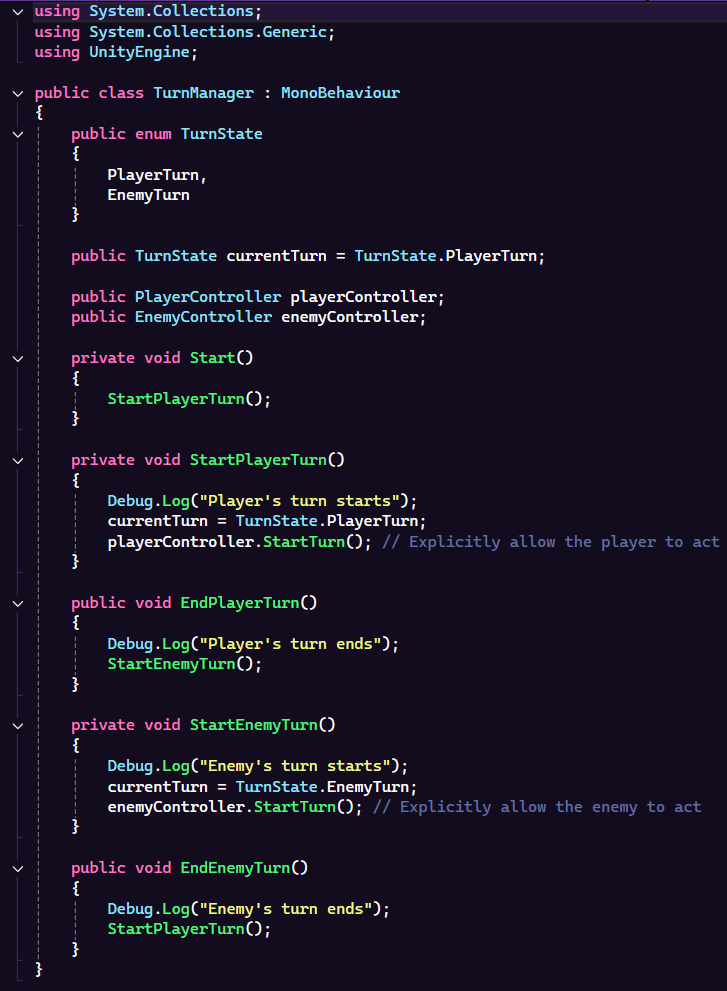 using System.Collections;
using System.Collections.Generic;
using UnityEngine;

public class TurnManager : MonoBehaviour
{
    public enum TurnState
    {
        PlayerTurn,
        EnemyTurn
    }

    public TurnState currentTurn = TurnState.PlayerTurn;

    public PlayerController playerController;
    public EnemyController enemyController;

    private void Start()
    {
        StartPlayerTurn();
    }

    private void StartPlayerTurn()
    {
        Debug.Log("Player's turn starts");
        currentTurn = TurnState.PlayerTurn;
        playerController.StartTurn(); // Explicitly allow the player to act
    }

    public void EndPlayerTurn()
    {
        Debug.Log("Player's turn ends");
        StartEnemyTurn();
    }

    private void StartEnemyTurn()
    {
        Debug.Log("Enemy's turn starts");
        currentTurn = TurnState.EnemyTurn;
        enemyController.StartTurn(); // Explicitly allow the enemy to act
    }

    public void EndEnemyTurn()
    {
        Debug.Log("Enemy's turn ends");
        StartPlayerTurn();
    }
}